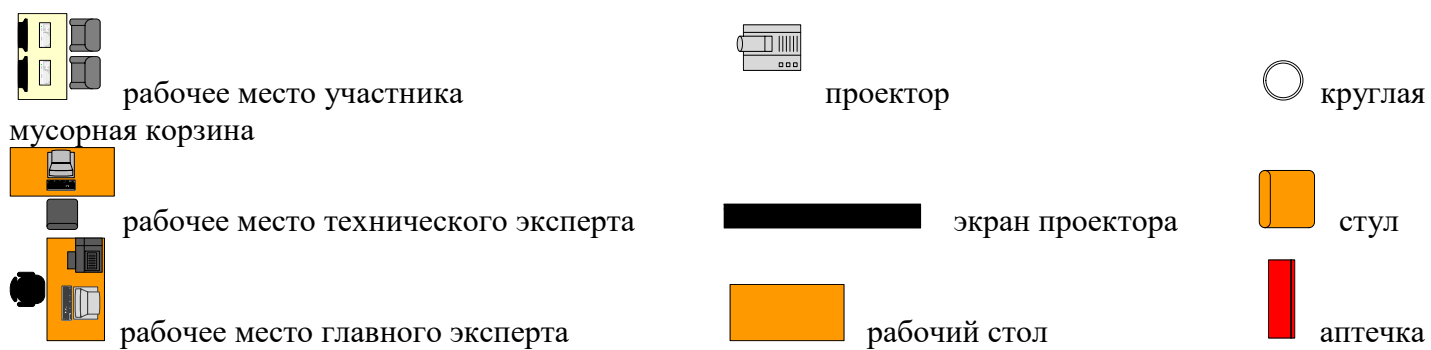 рабочее место участника проектор круглая
мусорная корзина
рабочее место технического эксперта экран проектора стул
рабочее место главного эксперта рабочий стол аптечка